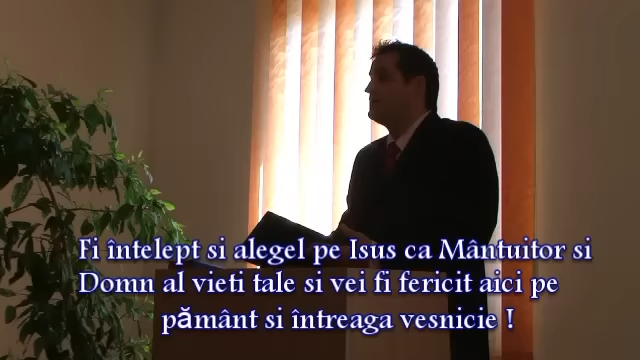 Fi întelept si alegel pe Isus ca Mântuitor si
Domn al vieti tale si vei fi fericit aici pe
pământ si întreaga vesnicie !